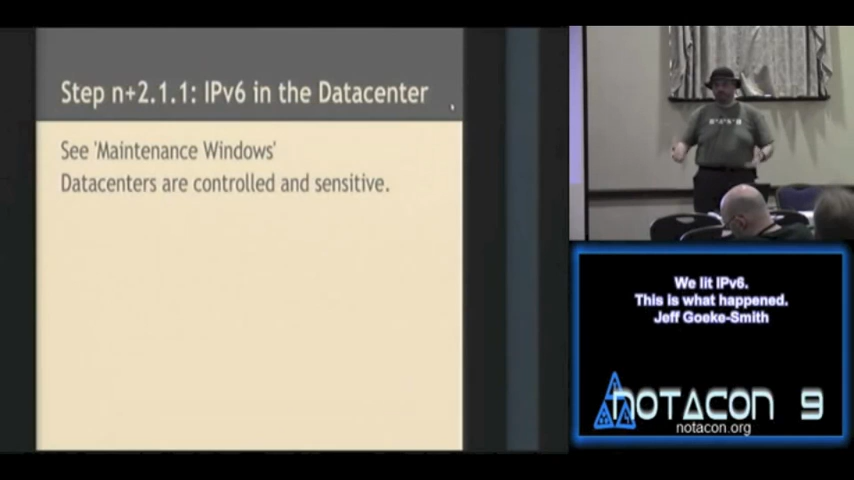 Step n+2.1.1: IPv6 in the Datacenter
See 'Maintenance Windows'
Datacenters are controlled and sensitive.
We lit IPv6.
This is what happened.
Jeff Goeke-Smith
NOTACON 9
notacon.org